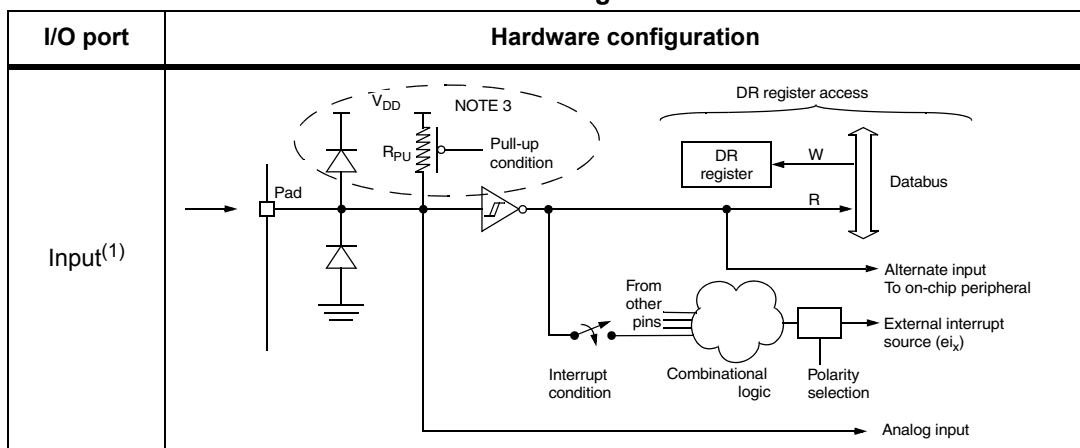 I/O port
Hardware configuration
Input(1)
VDD
NOTE 3
RPU
Pull-up
condition
Pad
DR register access
DR
register
W
R
Databus
Alternate input
To on-chip peripheral
From
other
pins
External interrupt
source (eix)
Interrupt
condition
Combinational
logic
Polarity
selection
Analog input